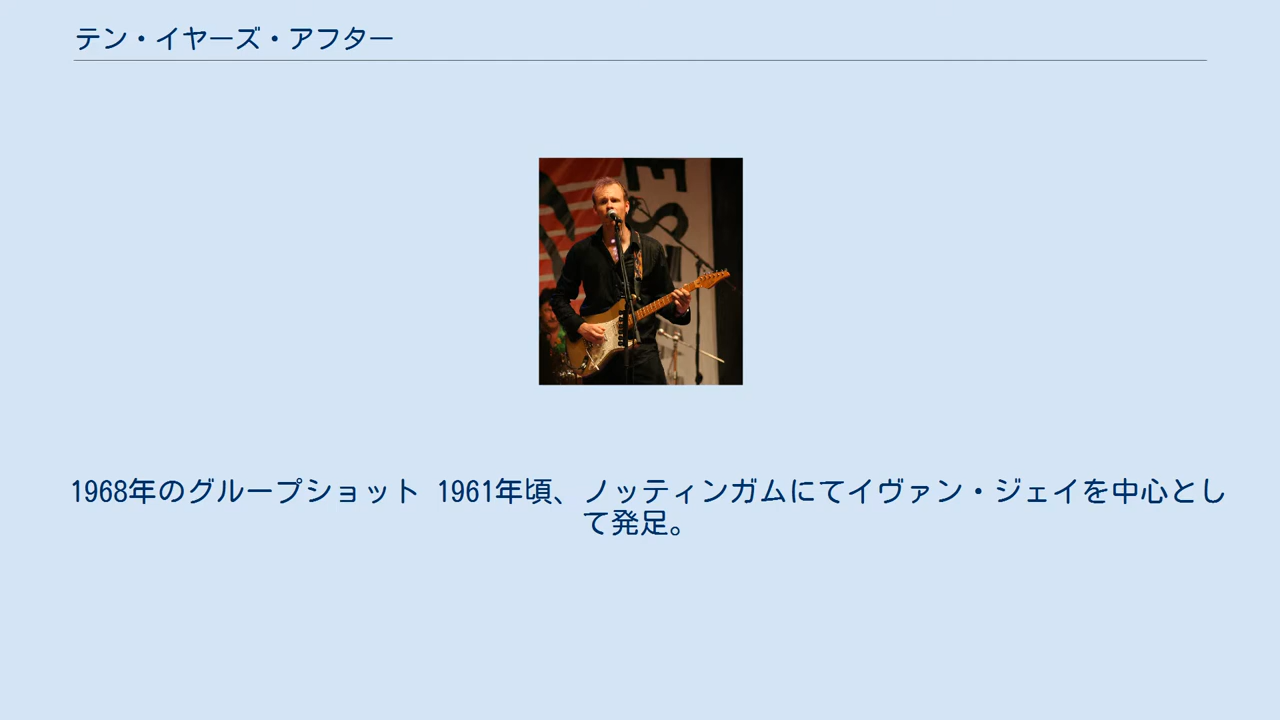 テン・イヤーズ・アフター
1968年のグループショット 1961年頃、ノッティンガムにてイヴァン・ジェイを中心とし
て発足。